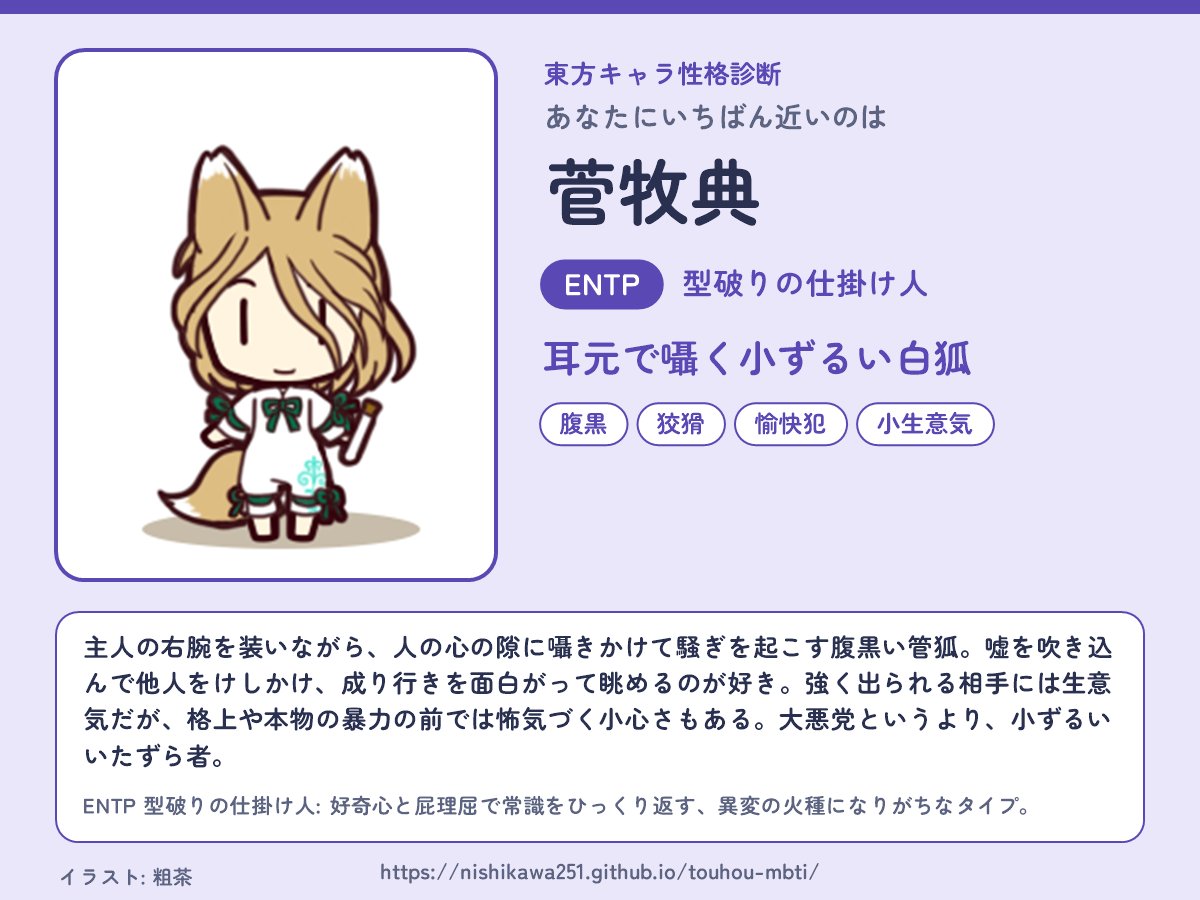 東方キャラ性格診断
あなたにいちばん近いのは
菅牧典
ENTP 型破りの仕掛け人
耳元で囁く小ずるい白狐
腹黒 狡猾 愉快犯 小生意気
主人の右腕を装いながら、人の心の隙に囁きかけて騒ぎを起こす腹黒い管狐。嘘を吹き込
んで他人をけしかけ、成り行きを面白がって眺めるのが好き。強く出られる相手には生意
気だが、格上や本物の暴力の前では怖気づく小心さもある。大悪党というより、小ずるい
いたずら者。
ENTP 型破りの仕掛け人: 好奇心と屁理屈で常識をひっくり返す、異変の火種になりがちなタイプ。
イラスト: 粗茶
https://nishikawa251.github.io/touhou-mbti/